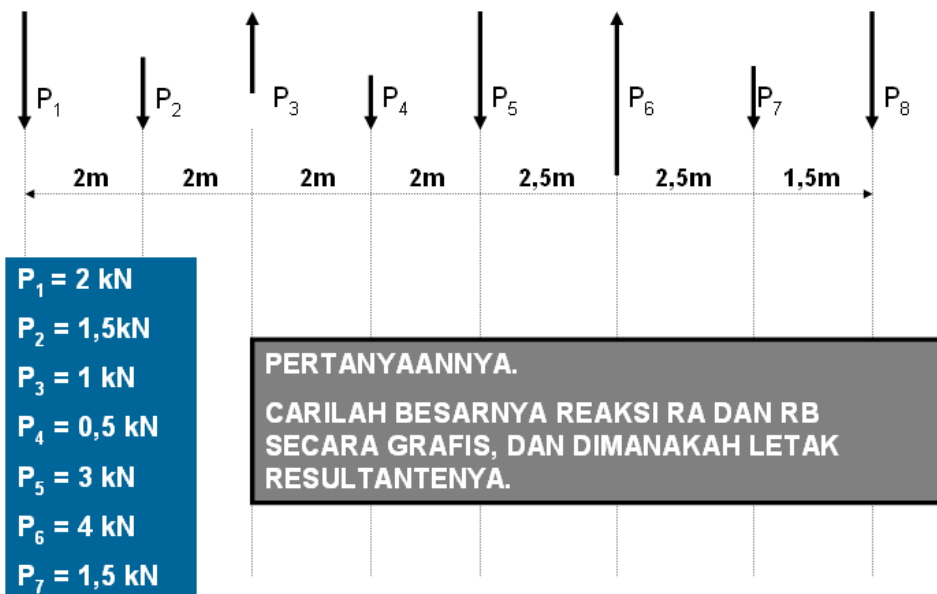 P1 P2 P3 P4 P5 P6 P7 P8
2m 2m 2m 2m 2,5m 2,5m 1,5m
P1 = 2 kN
P2 = 1,5kN
P3 = 1 kN
P4 = 0,5 kN
P5 = 3 kN
P6 = 4 kN
P7 = 1,5 kN
PERTANYAANNYA.
CARILAH BESARNYA REAKSI RA DAN RB
SECARA GRAFIS, DAN DIMANAKAH LETAK
RESULTANTENYA.